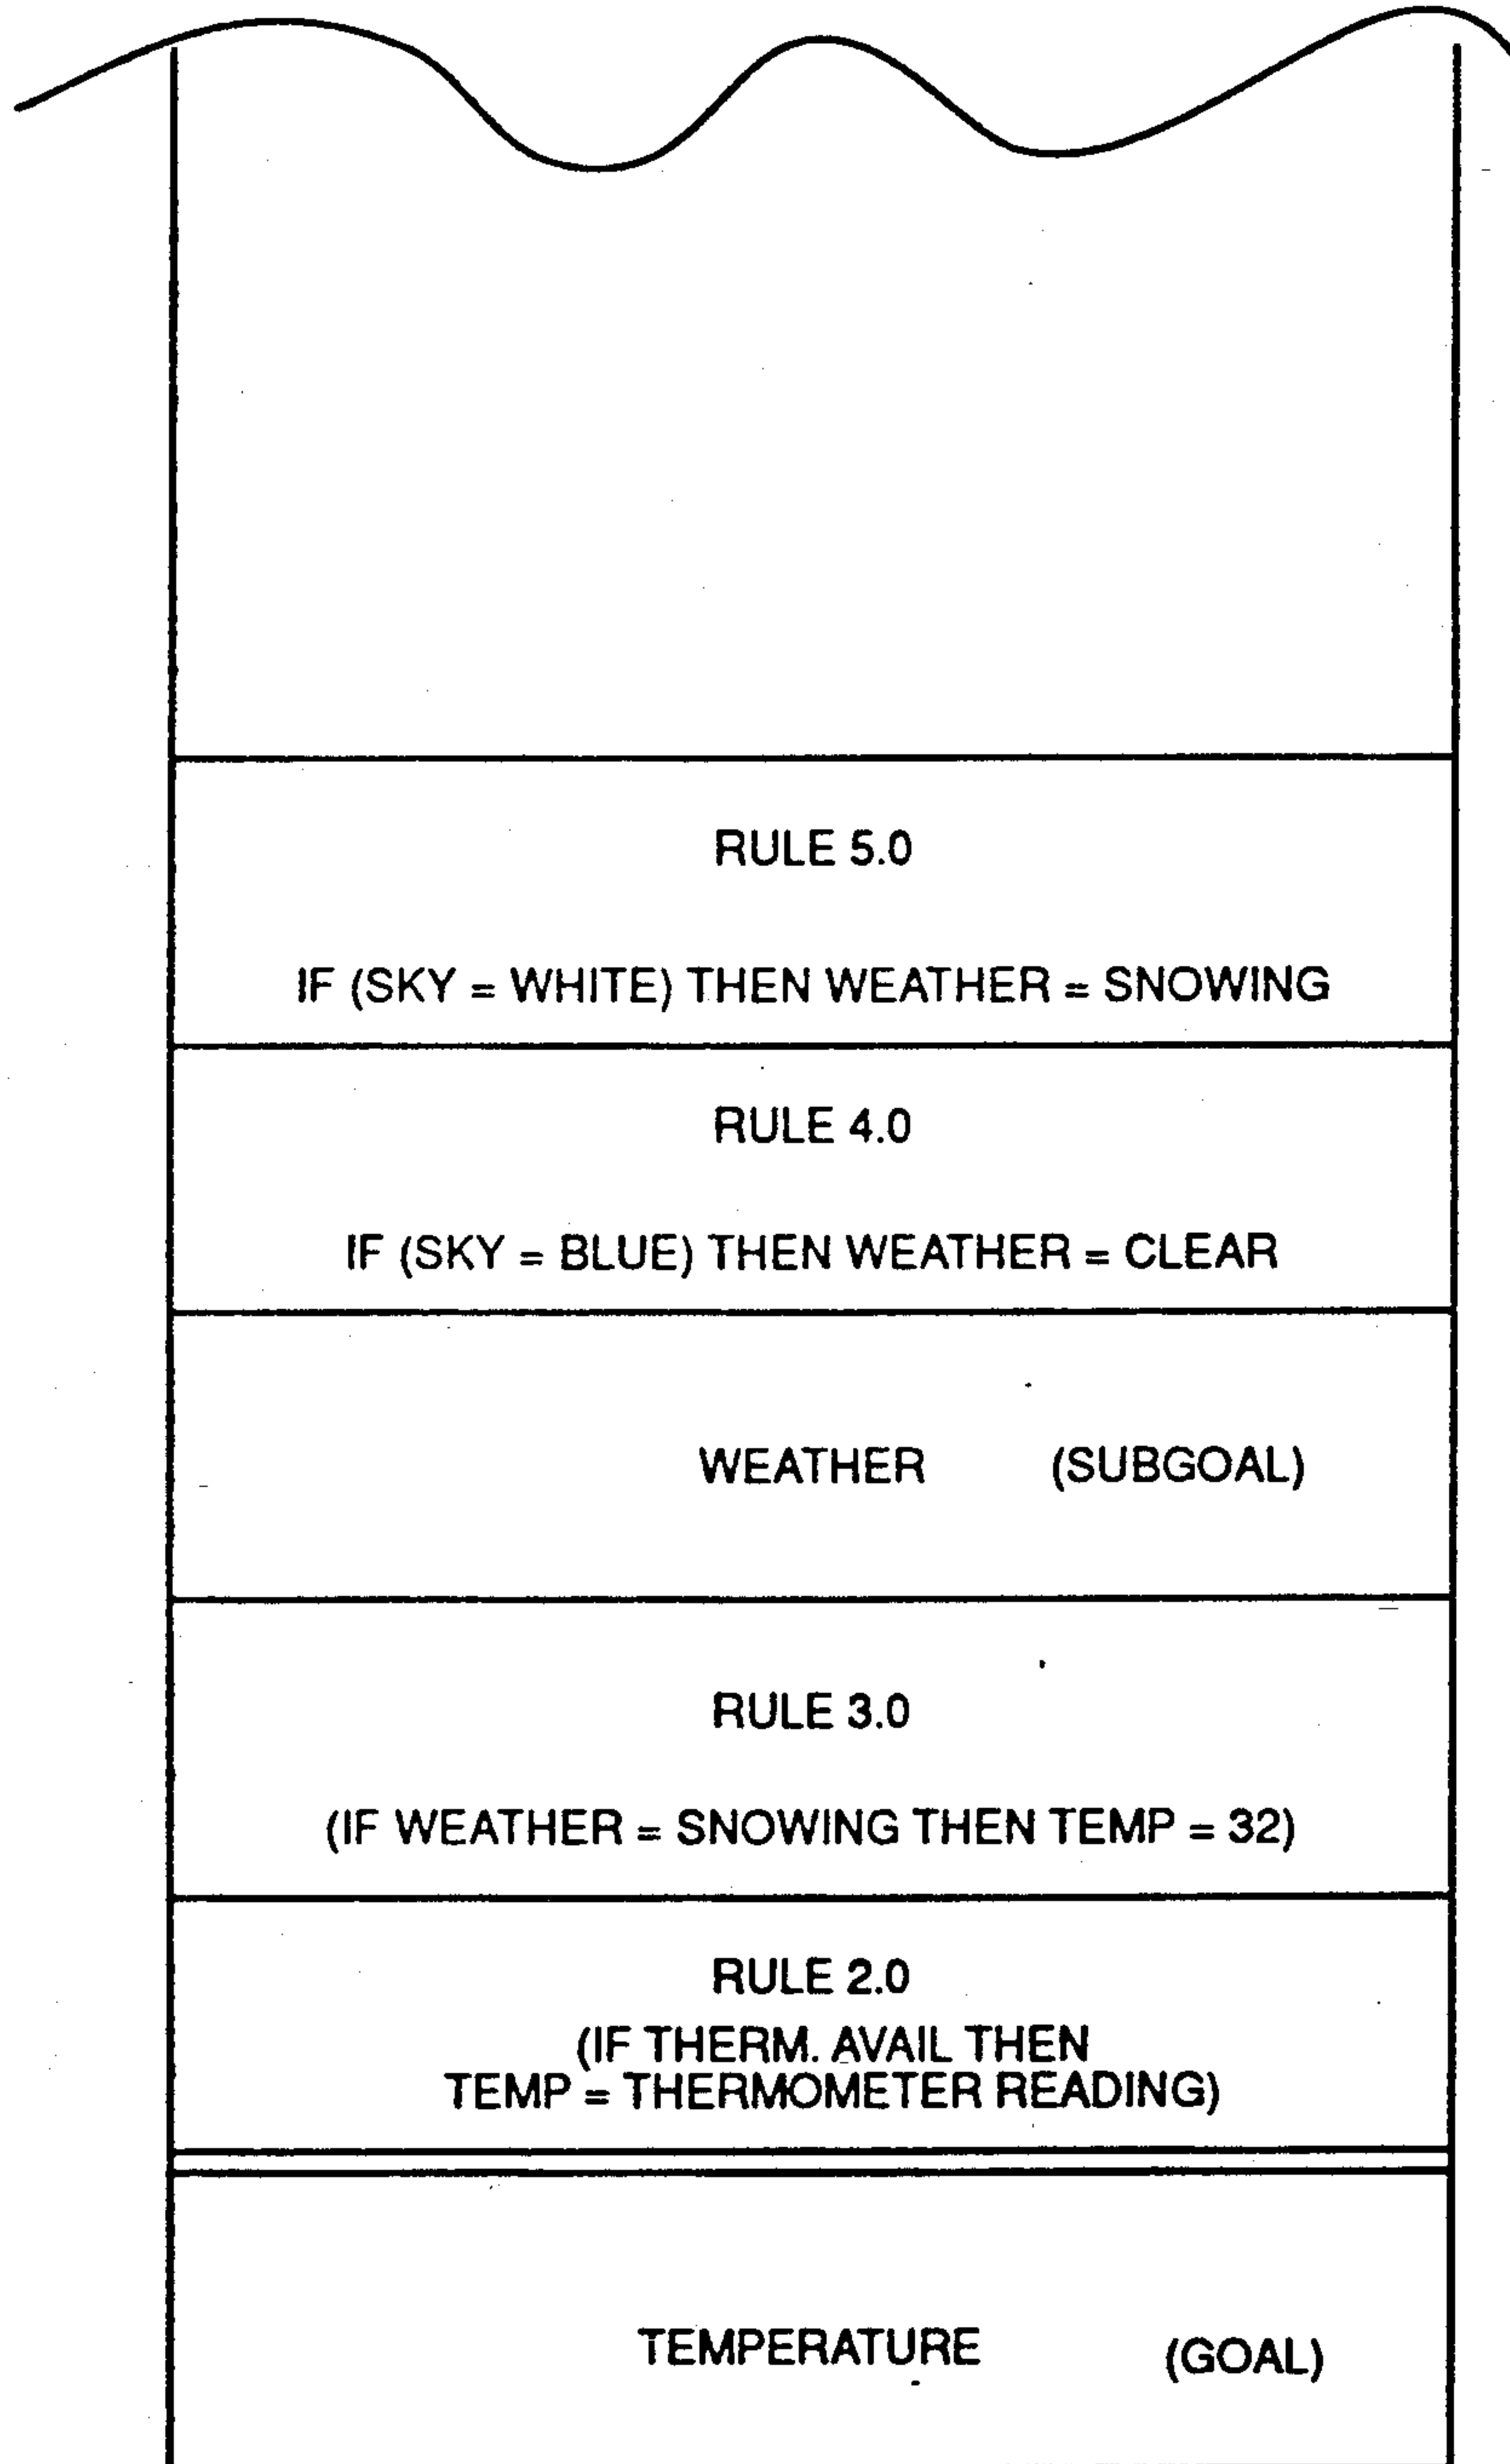 RULE 5.0
IF (SKY = WHITE) THEN WEATHER = SNOWING
RULE 4.0
IF (SKY = BLUE) THEN WEATHER = CLEAR
WEATHER (SUBGOAL)
RULE 3.0
(IF WEATHER = SNOWING THEN TEMP = 32)
RULE 2.0
(IF THERM. AVAIL THEN
TEMP = THERMOMETER READING)
TEMPERATURE (GOAL)